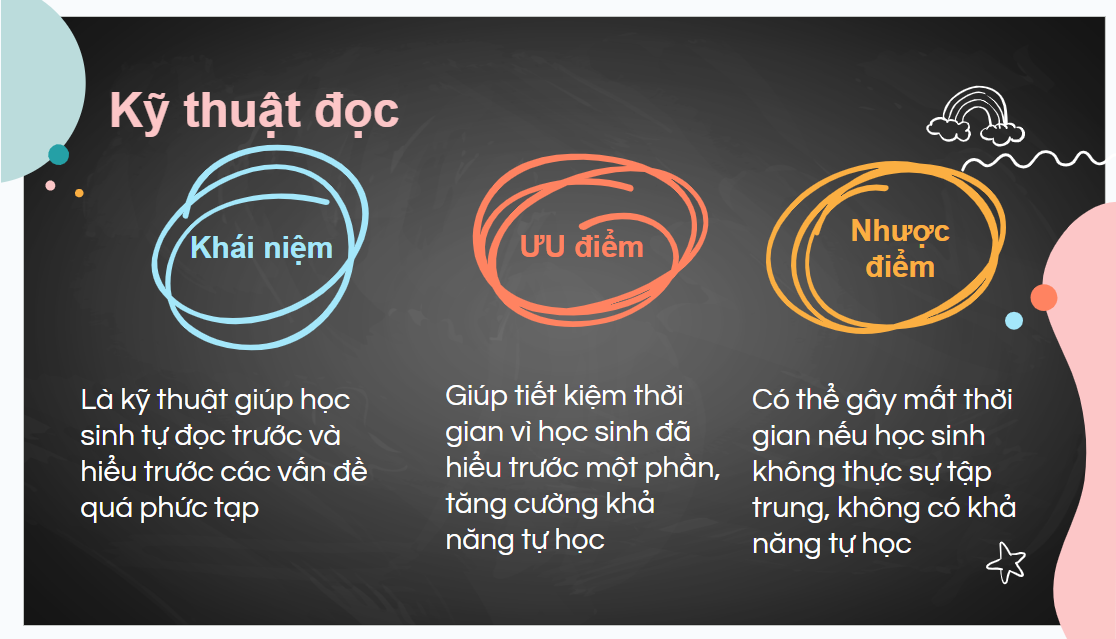 Kỹ thuật đọc
Khái niệm
Là kỹ thuật giúp học
sinh tự đọc trước và
hiểu trước các vấn đề
quá phức tạp
ƯU điểm
Giúp tiết kiệm thời
gian vì học sinh đã
hiểu trước một phần,
tăng cường khả
năng tự học
Nhược
điểm
Có thể gây mất thời
gian nếu học sinh
không thực sự tập
trung, không có khả
năng tự học